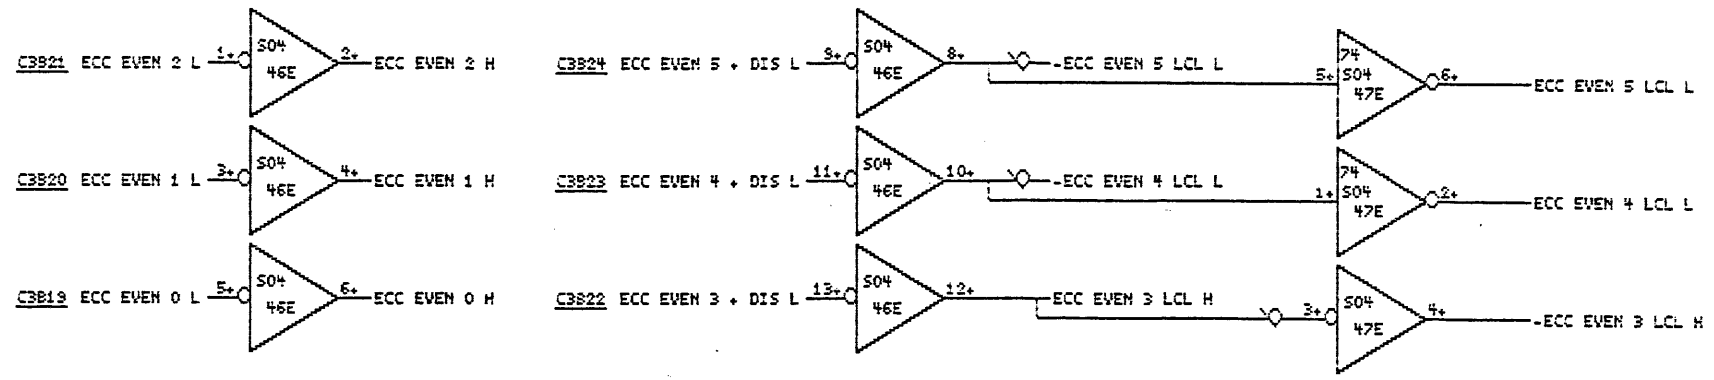 C3B21 ECC EVEN 2 L 1+ S04 46E 2+ ECC EVEN 2 H
C3B24 ECC EVEN 5 + DIS L 9+ S04 46E 8+ -ECC EVEN 5 LCL L
5+ 74 S04 47E 6+ ECC EVEN 5 LCL L
C3B20 ECC EVEN 1 L 3+ S04 46E 4+ ECC EVEN 1 H
C3B23 ECC EVEN 4 + DIS L 11+ S04 46E 10+ -ECC EVEN 4 LCL L
1+ 74 S04 47E 2+ ECC EVEN 4 LCL L
C3B19 ECC EVEN 0 L 5+ S04 46E 6+ ECC EVEN 0 H
C3B22 ECC EVEN 3 + DIS L 13+ S04 46E 12+ ECC EVEN 3 LCL H
3+ S04 47E 4+ -ECC EVEN 3 LCL H